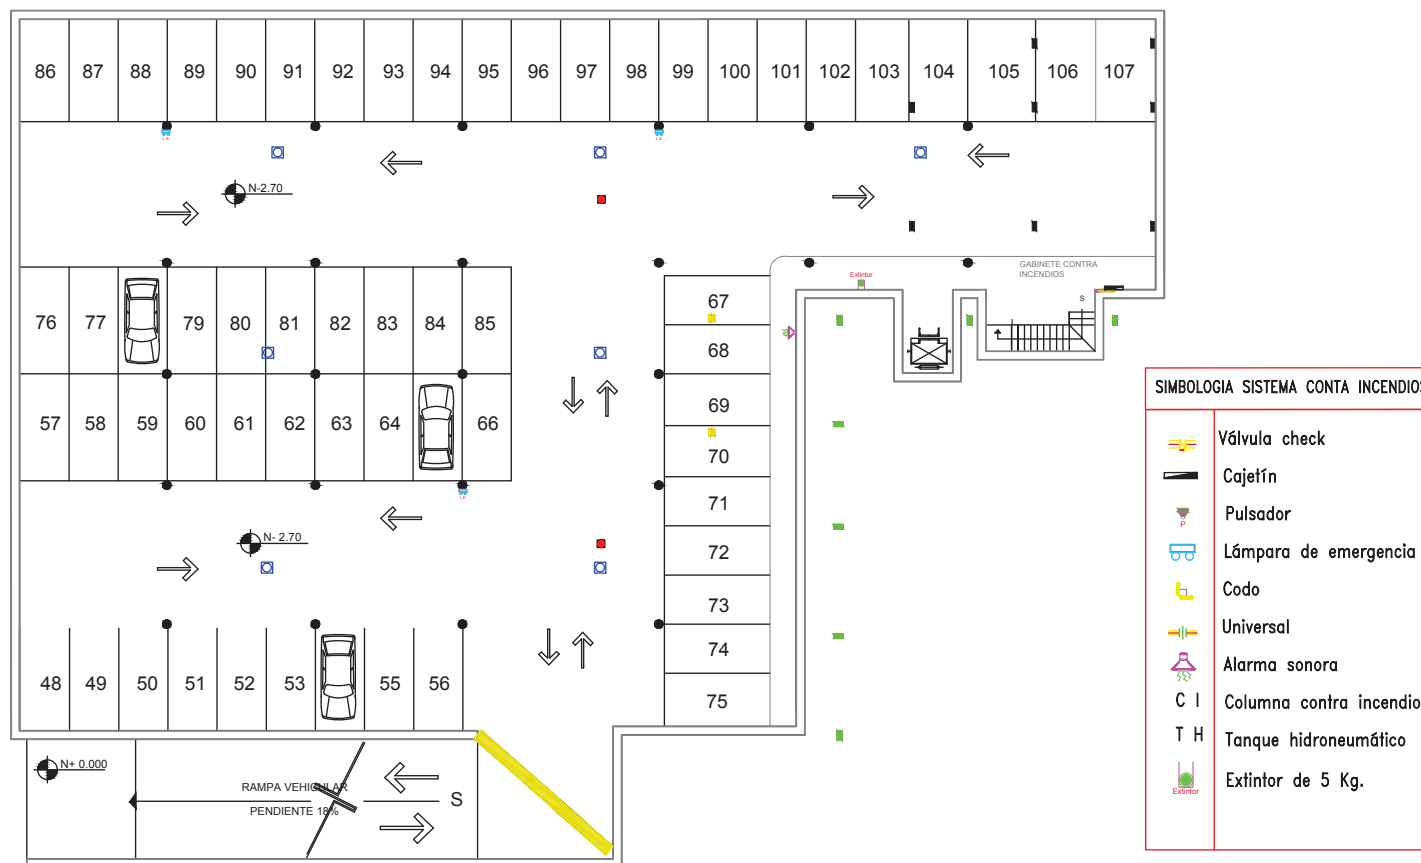 86 87 88 89 90 91 92 93 94 95 96 97 98 99 100 101 102 103 104 105 106 107
L E
L E
N-2.70
GABINETE CONTRA
INCENDIOS
Extintor
S
76 77 79 80 81 82 83 84 85
67
68
69
70
71
72
73
74
75
57 58 59 60 61 62 63 64 66
L E
N- 2.70
48 49 50 51 52 53 55 56
N+ 0.000
RAMPA VEHICULAR
PENDIENTE 18%
S
SIMBOLOGIA SISTEMA CONTA INCENDIOS
Válvula check
Cajetín
Pulsador
P
Lámpara de emergencia
Codo
Universal
Alarma sonora
C I Columna contra incendio
T H Tanque hidroneumático
Extintor de 5 Kg.
Extintor